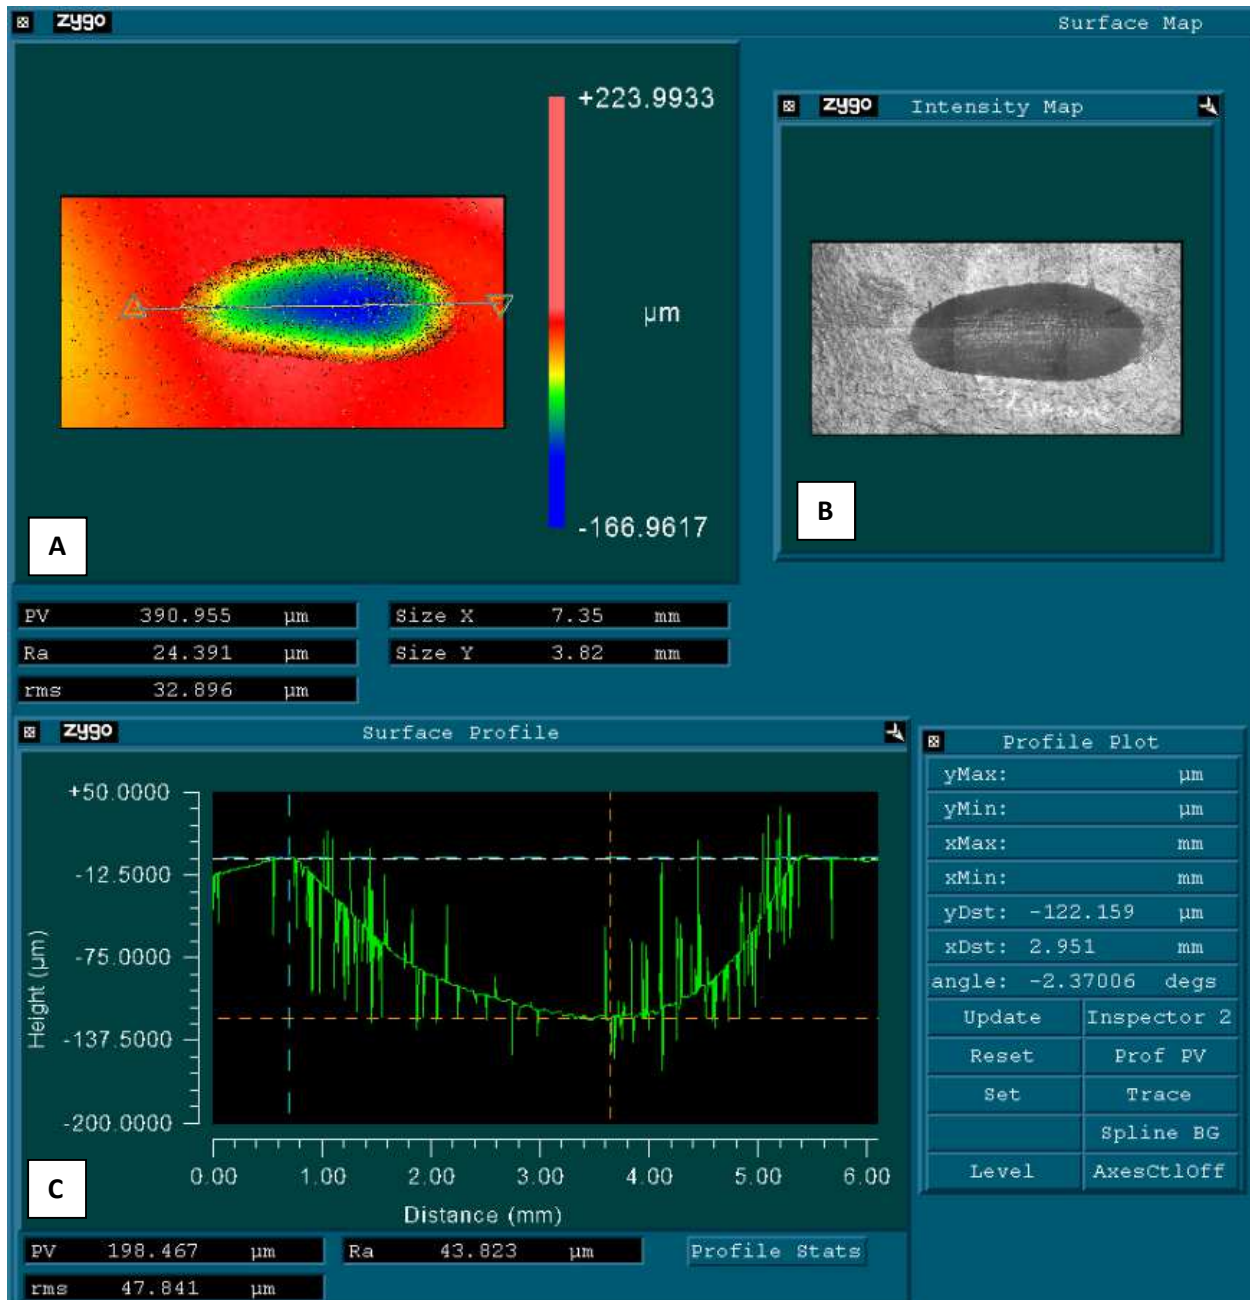 zygo Surface Map
+223.9933
µm
-166.9617
A
zygo Intensity Map
B
PV 390.955 µm
Size X 7.35 mm
Ra 24.391 µm
Size Y 3.82 mm
rms 32.896 µm
zygo Surface Profile
+50.0000
-12.5000
-75.0000
-137.5000
-200.0000
Height (µm)
0.00 1.00 2.00 3.00 4.00 5.00 6.00
Distance (mm)
C
PV 198.467 µm
Ra 43.823 µm
Profile Stats
rms 47.841 µm
Profile Plot
yMax: µm
yMin: µm
xMax: mm
xMin: mm
yDst: -122.159 µm
xDst: 2.951 mm
angle: -2.37006 degs
Update Inspector 2
Reset Prof PV
Set Trace
Spline BG
Level AxesCtlOff